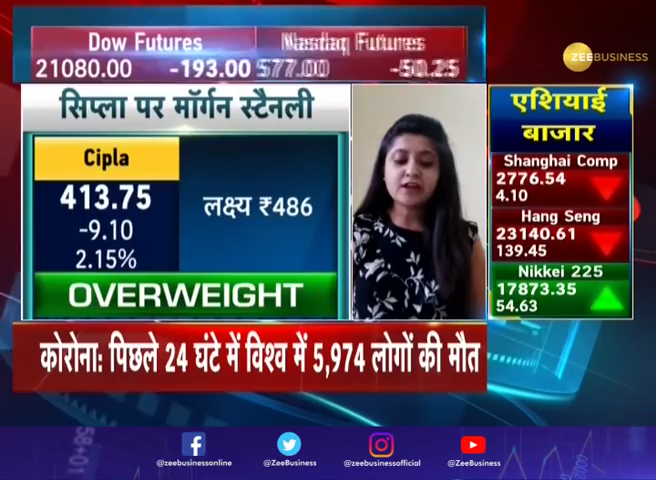 Dow Futures
21080.00 -193.00
Nasdaq Futures
577.00 -50.25
ZEEBUSINESS
सिप्ला पर मॉर्गन स्टैनली
Cipla
413.75
-9.10
2.15%
लक्ष्य ₹486
OVERWEIGHT
एशियाई
बाजार
Shanghai Comp
2776.54
4.10
Hang Seng
23140.61
139.45
Nikkei 225
17873.35
54.63
कोरोना: पिछले 24 घंटे में विश्व में 5,974 लोगों की मौत
@zeebusinessonline @ZeeBusiness @zeebusinessofficial @ZeeBusiness